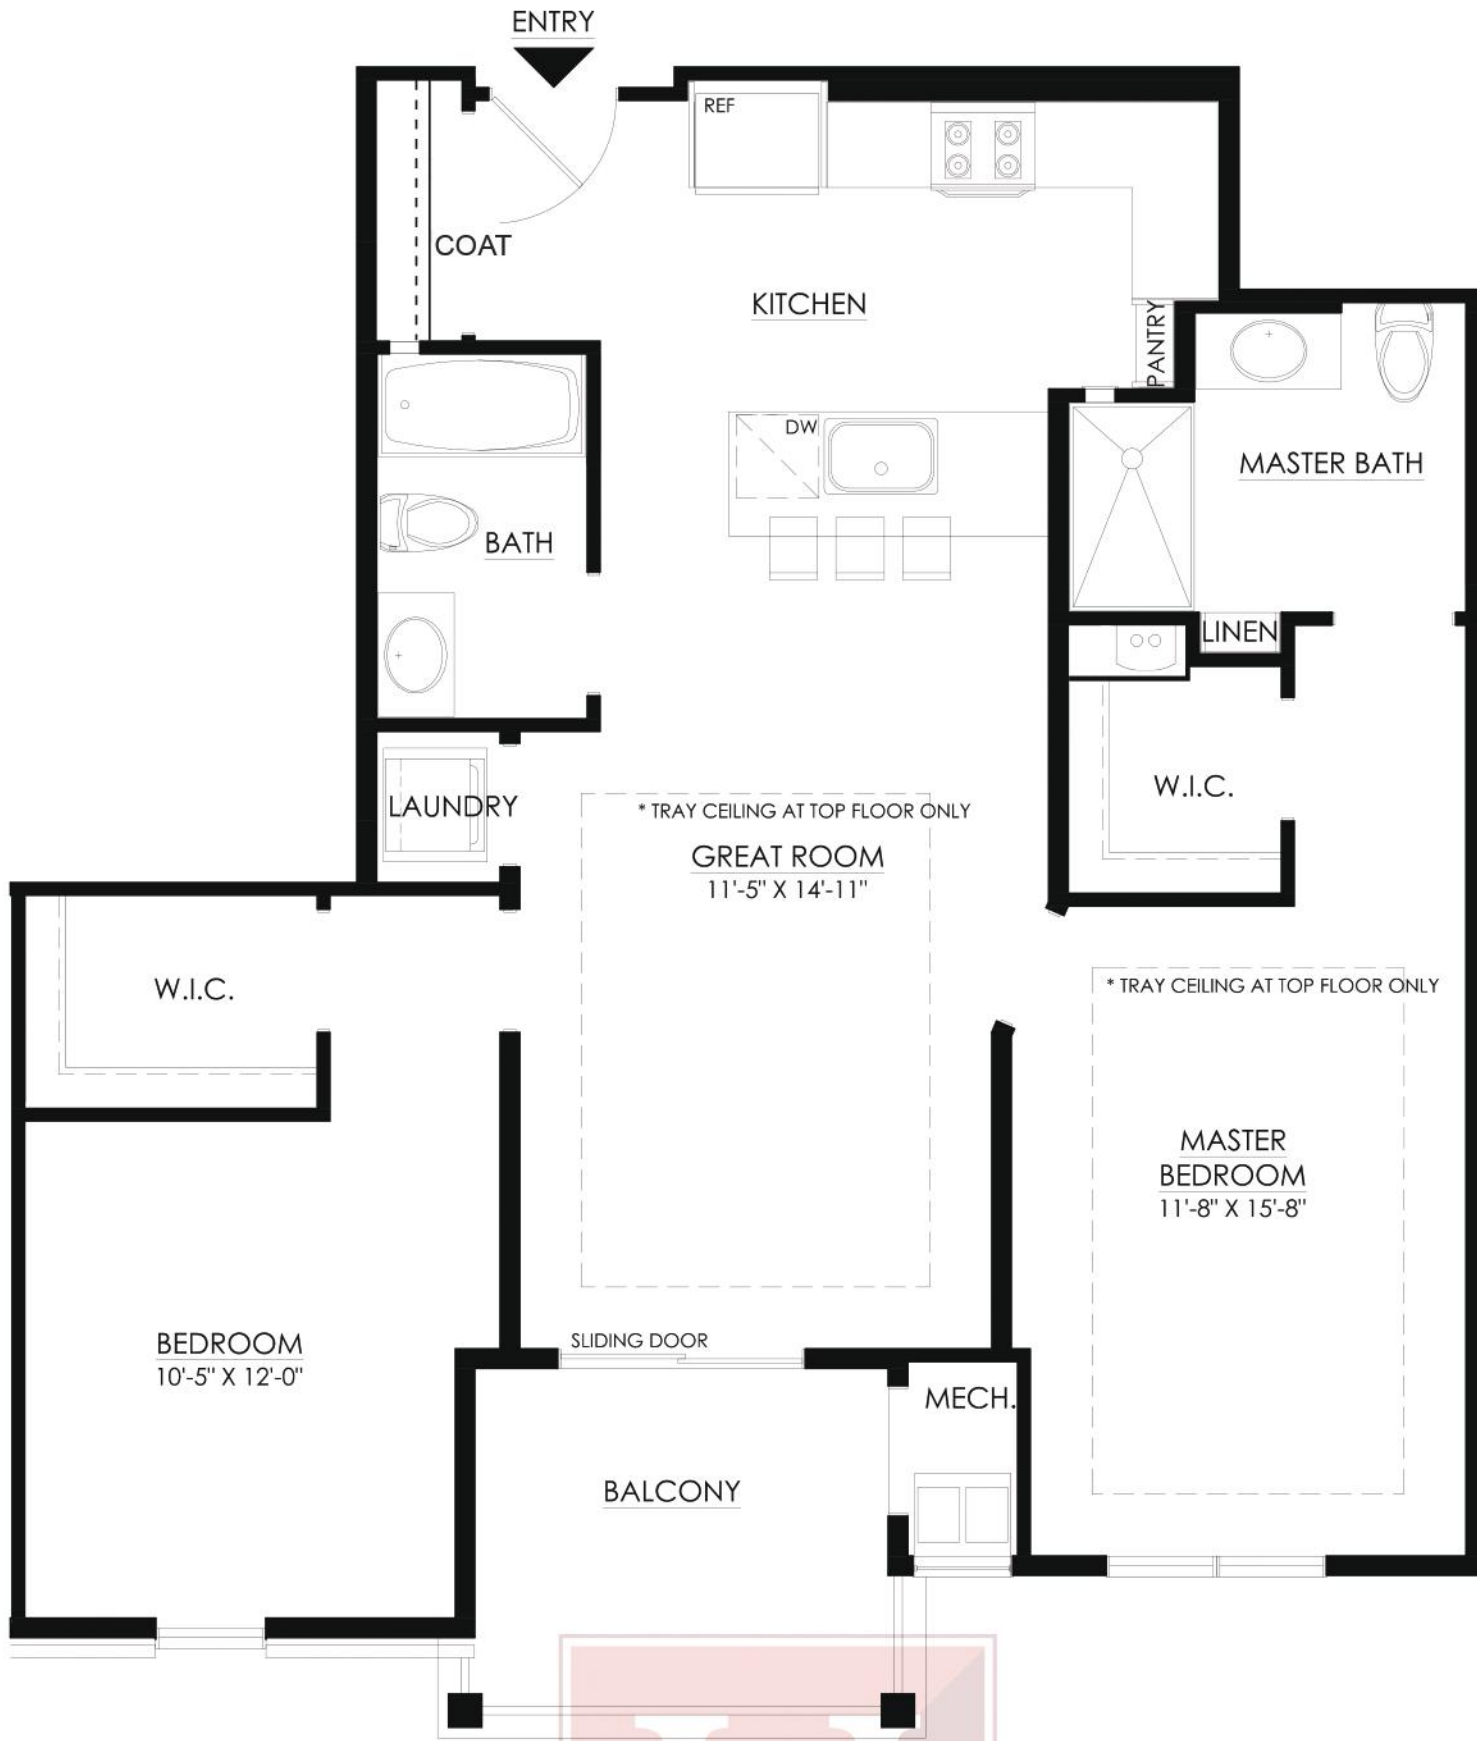 ENTRY
REF
COAT
KITCHEN
PANTRY
DW
MASTER BATH
BATH
LINEN
W.I.C.
LAUNDRY
* TRAY CEILING AT TOP FLOOR ONLY
GREAT ROOM
11'-5" X 14'-11"
W.I.C.
* TRAY CEILING AT TOP FLOOR ONLY
MASTER
BEDROOM
11'-8" X 15'-8"
BEDROOM
10'-5" X 12'-0"
SLIDING DOOR
MECH.
BALCONY